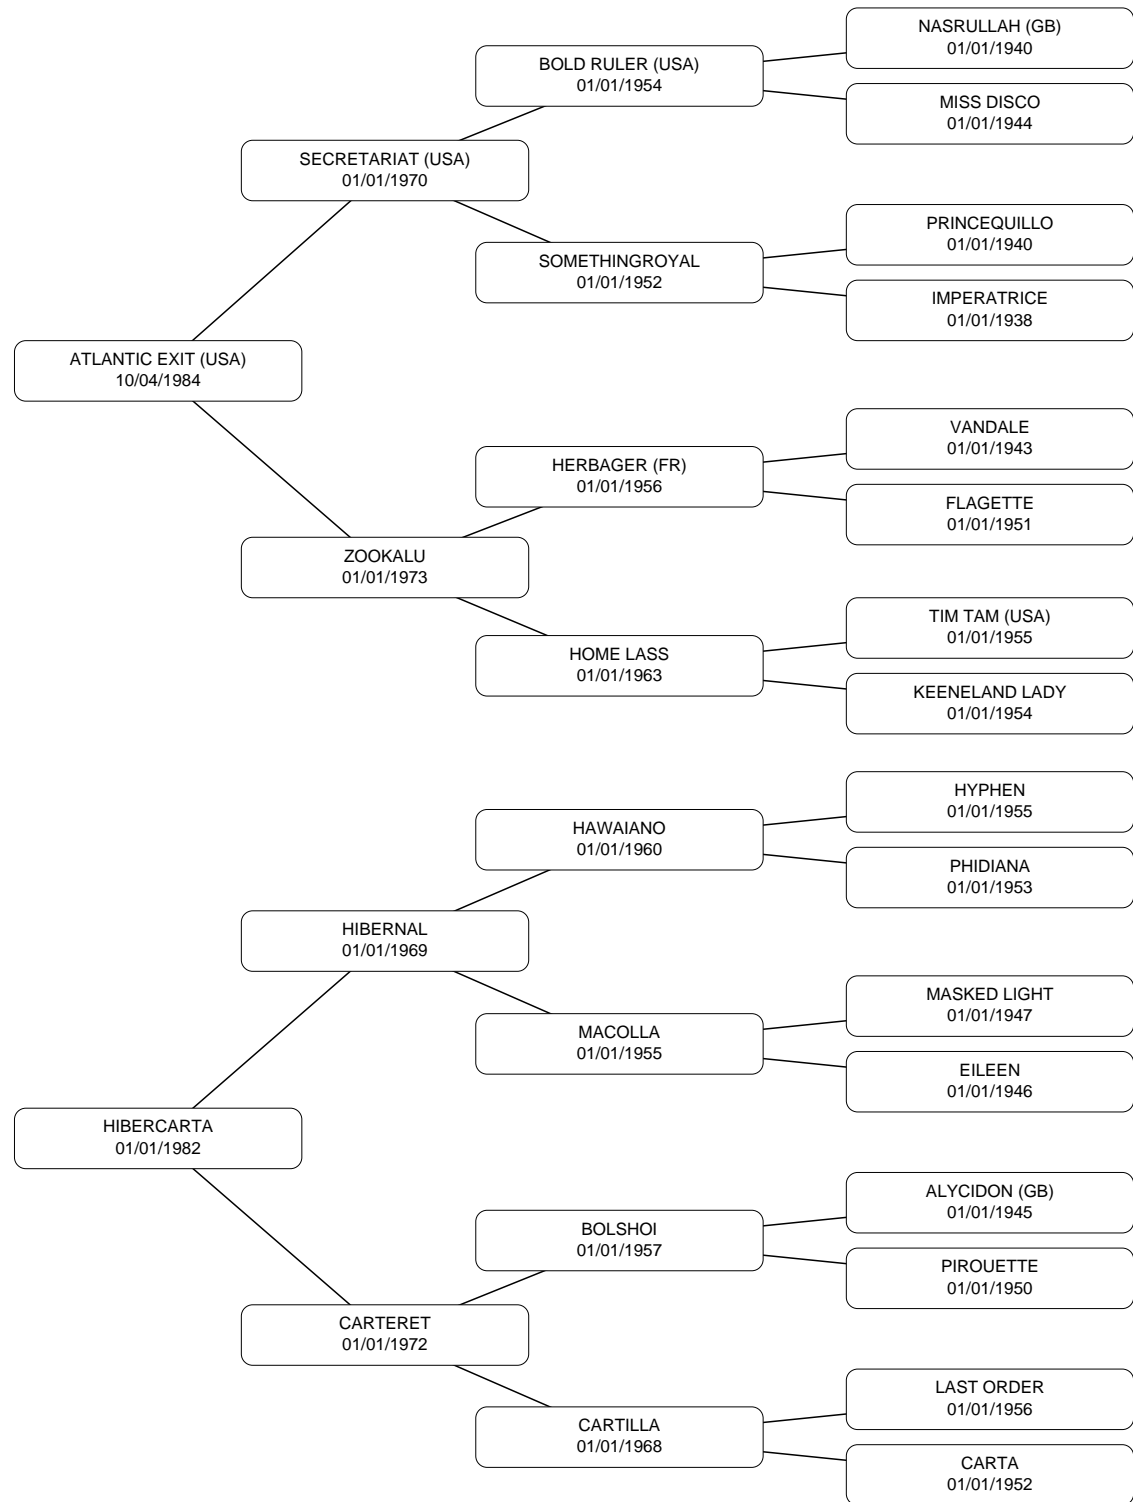 NASRULLAH (GB)
01/01/1940
BOLD RULER (USA)
01/01/1954
MISS DISCO
01/01/1944
SECRETARIAT (USA)
01/01/1970
PRINCEQUILLO
01/01/1940
SOMETHINGROYAL
01/01/1952
IMPERATRICE
01/01/1938
ATLANTIC EXIT (USA)
10/04/1984
VANDALE
01/01/1943
HERBAGER (FR)
01/01/1956
FLAGETTE
01/01/1951
ZOOKALU
01/01/1973
TIM TAM (USA)
01/01/1955
HOME LASS
01/01/1963
KEENELAND LADY
01/01/1954
HYPHEN
01/01/1955
HAWAIANO
01/01/1960
PHIDIANA
01/01/1953
HIBERNAL
01/01/1969
MASKED LIGHT
01/01/1947
MACOLLA
01/01/1955
EILEEN
01/01/1946
HIBERCARTA
01/01/1982
ALYCIDON (GB)
01/01/1945
BOLSHOI
01/01/1957
PIROUETTE
01/01/1950
CARTERET
01/01/1972
LAST ORDER
01/01/1956
CARTILLA
01/01/1968
CARTA
01/01/1952